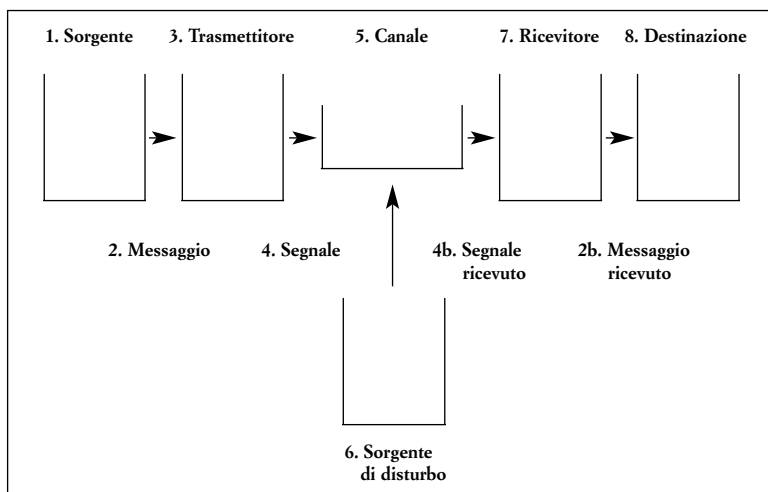 1. Sorgente
3. Trasmettitore
5. Canale
7. Ricevitore
8. Destinazione
2. Messaggio
4. Segnale
4b. Segnale
ricevuto
2b. Messaggio
ricevuto
6. Sorgente
di disturbo